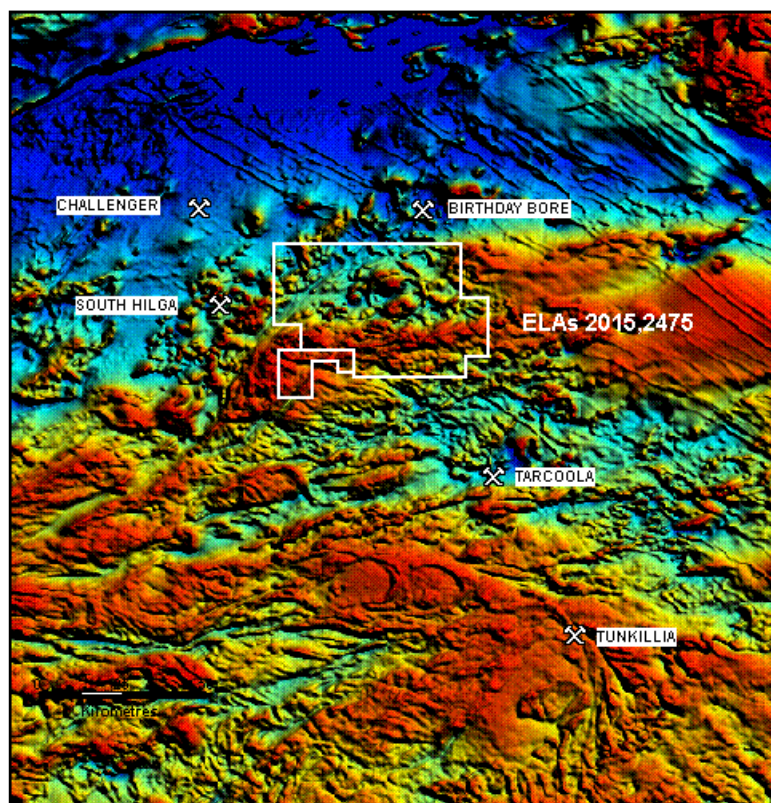 CHALLENGER
BIRTHDAY BORE
SOUTH HILGA
ELAs 2015,2475
TARCOOLA
TUNKILLIA
Kilometres